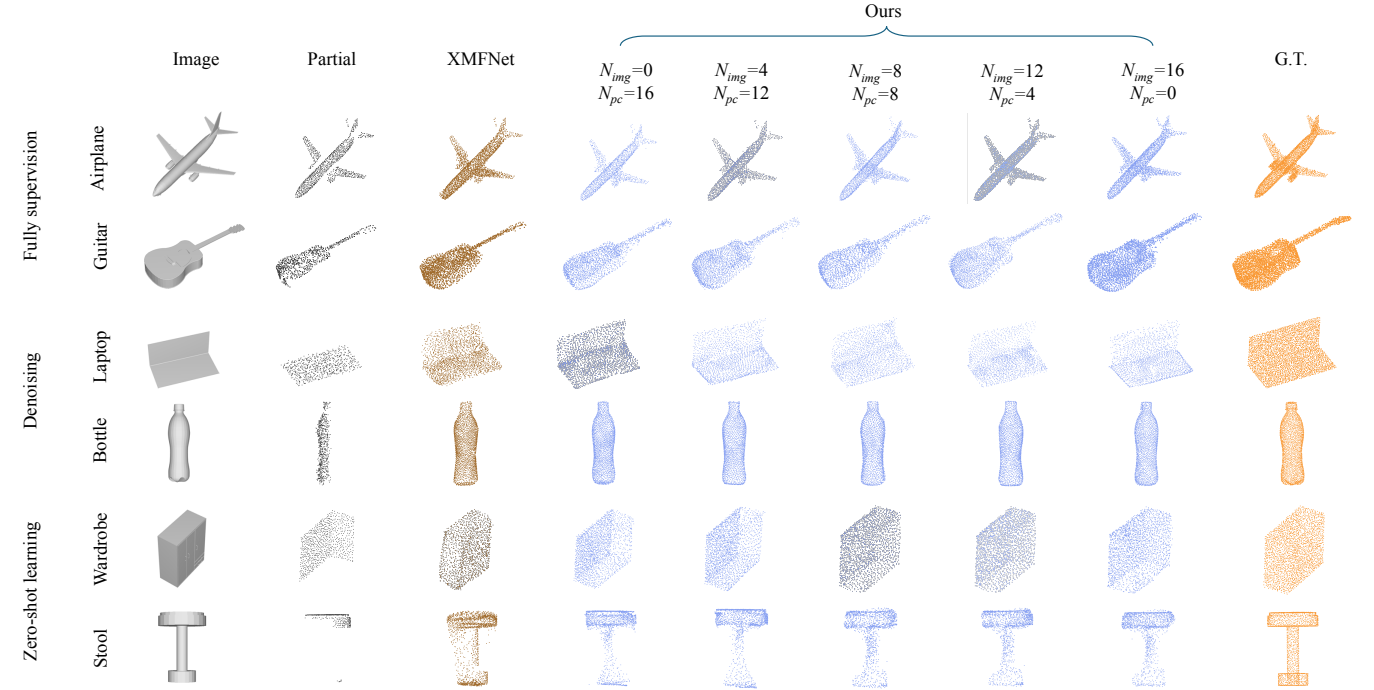 Ours
Image
Partial
XMFNet
N_img=0
N_pc=16
N_img=4
N_pc=12
N_img=8
N_pc=8
N_img=12
N_pc=4
N_img=16
N_pc=0
G.T.
Fully supervision
Airplane
Guitar
Denoising
Laptop
Bottle
Zero-shot learning
Wardrobe
Stool